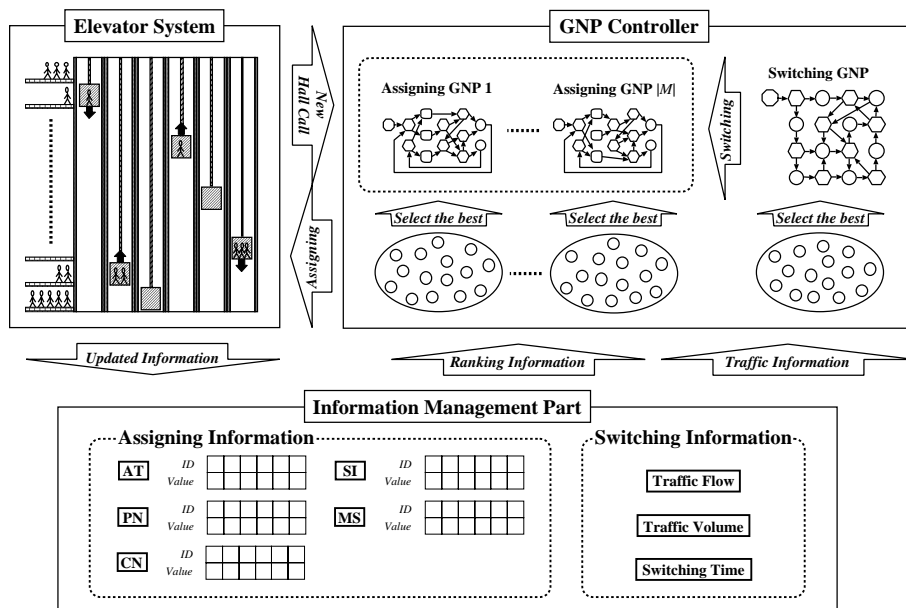 Elevator System
GNP Controller
New
Hall Call
Assigning
Assigning GNP 1
Assigning GNP |M|
Switching
Switching GNP
Select the best
Select the best
Select the best
Updated Information
Ranking Information
Traffic Information
Information Management Part
Assigning Information
AT
ID
Value
SI
ID
Value
PN
ID
Value
MS
ID
Value
CN
ID
Value
Switching Information
Traffic Flow
Traffic Volume
Switching Time